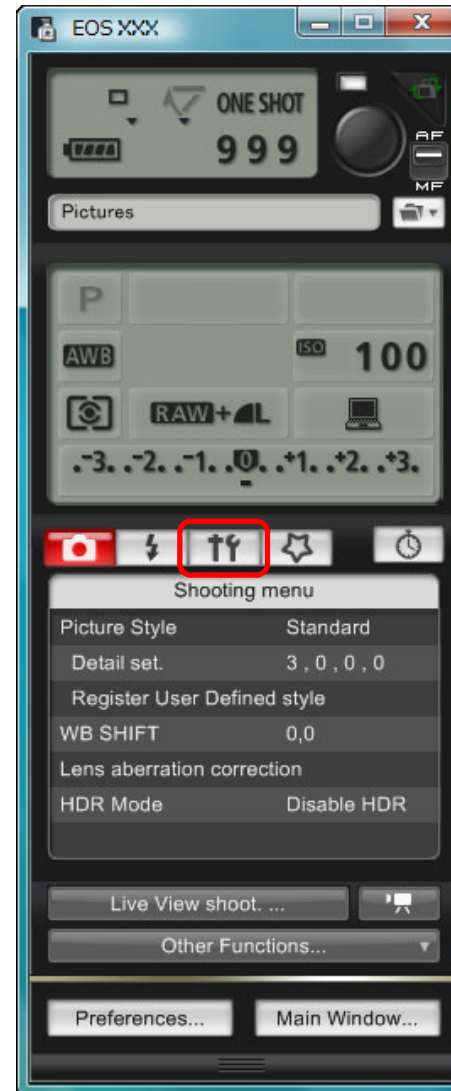 EOS XXX
ONE SHOT
999
AF
MF
Pictures
P
AWB
ISO 100
RAW+L
.-3. .-2. .-1. .0. .+1. .+2. .+3.
Shooting menu
Picture Style Standard
Detail set. 3 , 0 , 0 , 0
Register User Defined style
WB SHIFT 0,0
Lens aberration correction
HDR Mode Disable HDR
Live View shoot. ...
Other Functions...
Preferences... Main Window...